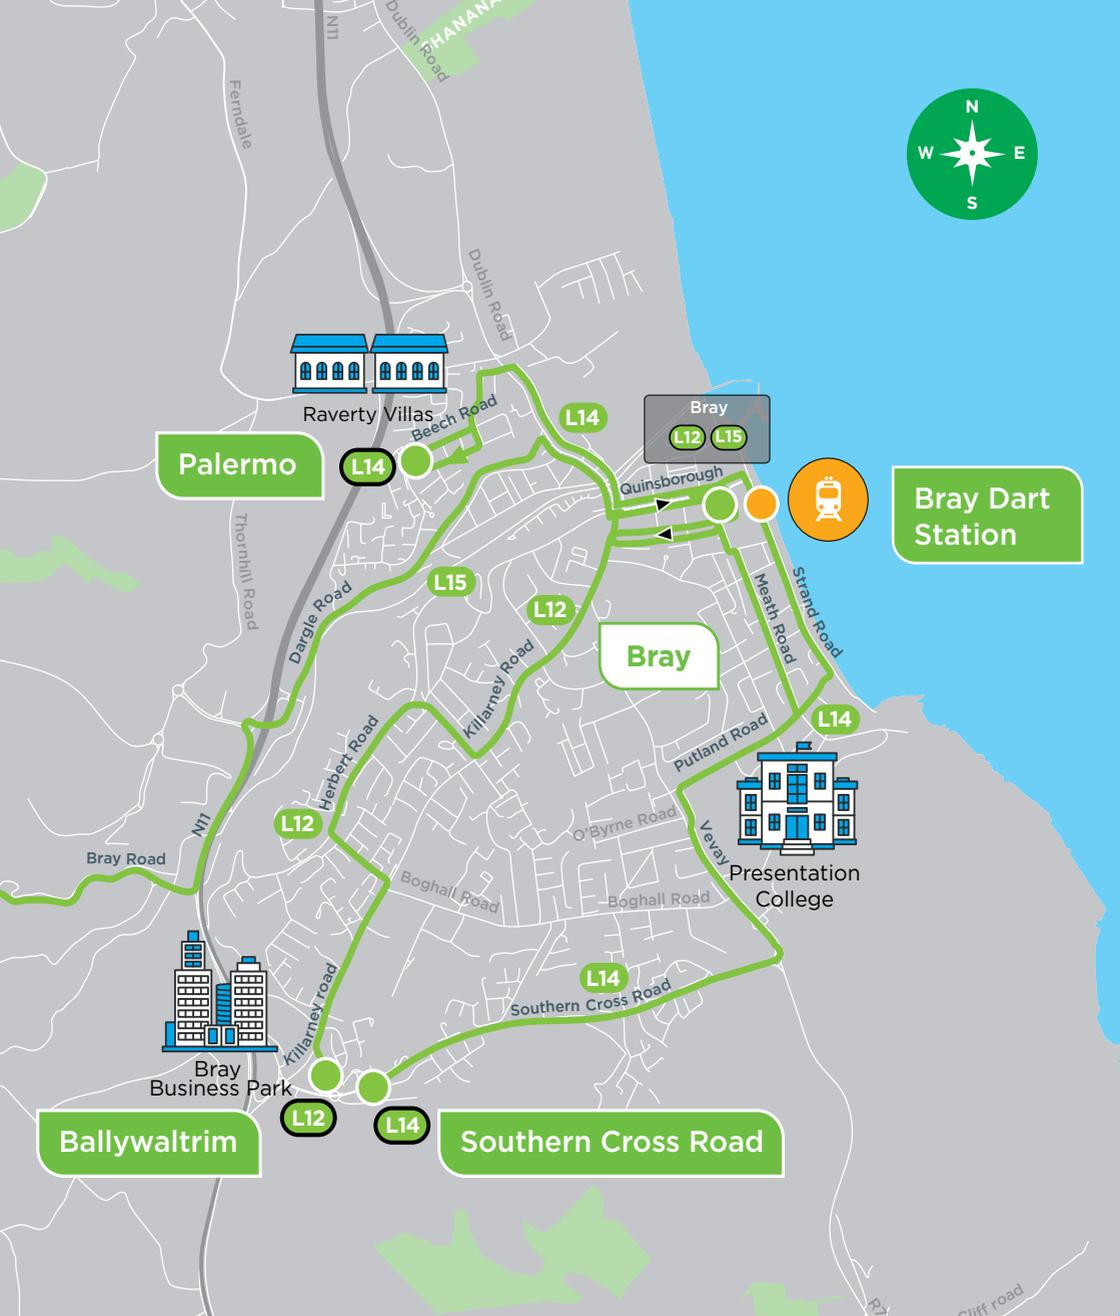 SHANANA
N11
Dublin Road
Ferndale
N
W
E
S
Dublin Road
Raverty Villas
Beech Road
L14
Bray
L12
L15
Palermo
L14
Quinsborough
Bray Dart
Station
Thornhill Road
L15
Dargle Road
L12
Meath Road
Strand Road
Bray
Killarney Road
L14
Putland Road
Herbert Road
L12
N11
O'Byrne Road
Vevay
Bray Road
Presentation
College
Boghall Road
Boghall Road
L14
Southern Cross Road
Killarney road
Bray
Business Park
L12
L14
Ballywaltrim
Southern Cross Road
Cliff road